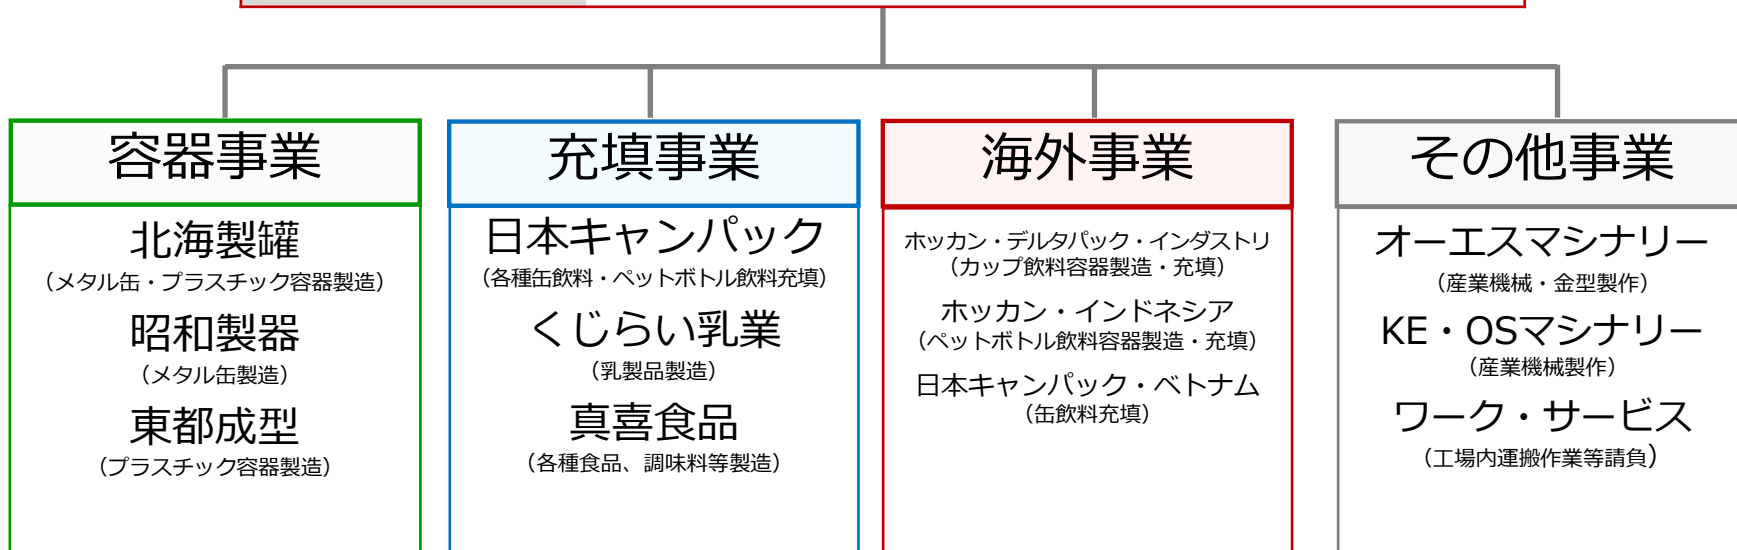 容器事業
北海製罐
（メタル缶・プラスチック容器製造）
昭和製器
（メタル缶製造）
東都成型
（プラスチック容器製造）
充填事業
日本キャンパック
（各種缶飲料・ペットボトル飲料充填）
くじらい乳業
（乳製品製造）
真喜食品
（各種食品、調味料等製造）
海外事業
ホッカン・デルタパック・インダストリ
（カップ飲料容器製造・充填）
ホッカン・インドネシア
（ペットボトル飲料容器製造・充填）
日本キャンパック・ベトナム
（缶飲料充填）
その他事業
オーエスマシナリー
（産業機械・金型製作）
KE・OSマシナリー
（産業機械製作）
ワーク・サービス
（工場内運搬作業等請負）